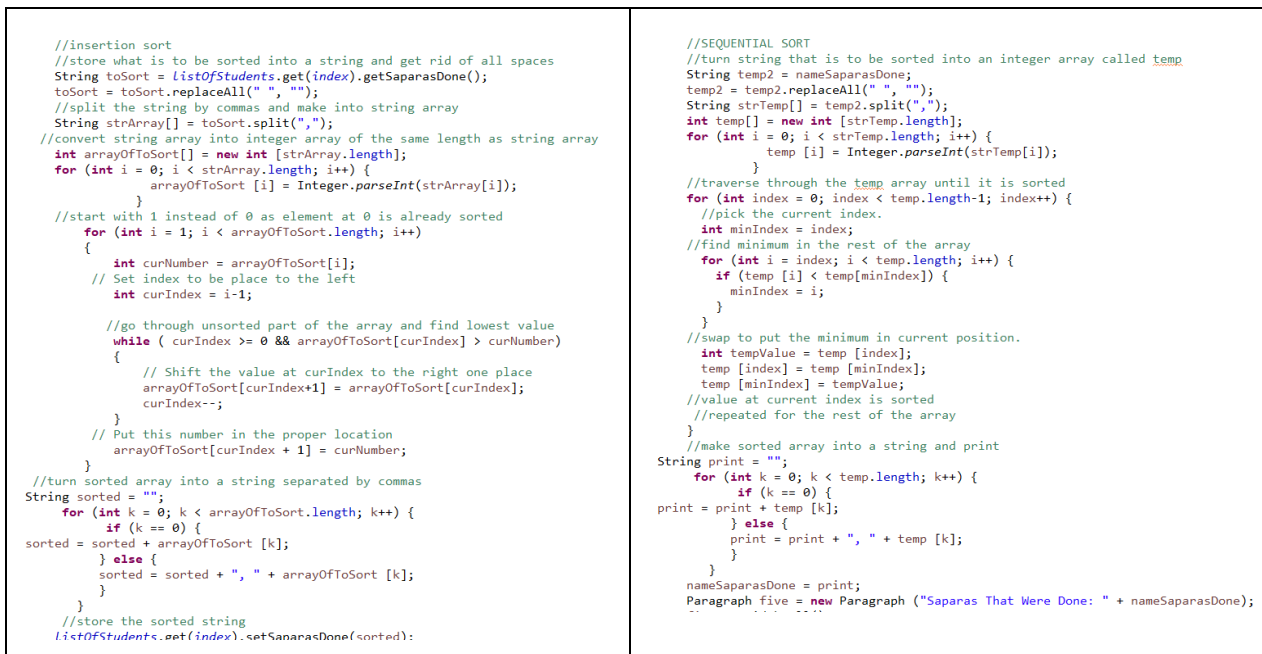 //insertion sort
//store what is to be sorted into a string and get rid of all spaces
String toSort = listOfStudents.get(index).getSaparasDone();
toSort = toSort.replaceAll(" ", "");
//split the string by commas and make into string array
String strArray[] = toSort.split(",");
//convert string array into integer array of the same length as string array
int arrayOfToSort[] = new int [strArray.length];
for (int i = 0; i < strArray.length; i++) {
arrayOfToSort [i] = Integer.parseInt(strArray[i]);
}
//start with 1 instead of 0 as element at 0 is already sorted
for (int i = 1; i < arrayOfToSort.length; i++)
{
int curNumber = arrayOfToSort[i];
// Set index to be place to the left
int curIndex = i-1;
//go through unsorted part of the array and find lowest value
while ( curIndex >= 0 && arrayOfToSort[curIndex] > curNumber)
{
// Shift the value at curIndex to the right one place
arrayOfToSort[curIndex+1] = arrayOfToSort[curIndex];
curIndex--;
}
// Put this number in the proper location
arrayOfToSort[curIndex + 1] = curNumber;
}
//turn sorted array into a string separated by commas
String sorted = "";
for (int k = 0; k < arrayOfToSort.length; k++) {
if (k == 0) {
sorted = sorted + arrayOfToSort [k];
} else {
sorted = sorted + ", " + arrayOfToSort [k];
}
}
//store the sorted string
listOfStudents.get(index).setSaparasDone(sorted);
//SEQUENTIAL SORT
//turn string that is to be sorted into an integer array called temp
String temp2 = nameSaparasDone;
temp2 = temp2.replaceAll(" ", "");
String strTemp[] = temp2.split(",");
int temp[] = new int [strTemp.length];
for (int i = 0; i < strTemp.length; i++) {
temp [i] = Integer.parseInt(strTemp[i]);
}
//traverse through the temp array until it is sorted
for (int index = 0; index < temp.length-1; index++) {
//pick the current index.
int minIndex = index;
//find minimum in the rest of the array
for (int i = index; i < temp.length; i++) {
if (temp [i] < temp[minIndex]) {
minIndex = i;
}
}
//swap to put the minimum in current position.
int tempValue = temp [index];
temp [index] = temp [minIndex];
temp [minIndex] = tempValue;
//value at current index is sorted
//repeated for the rest of the array
}
//make sorted array into a string and print
String print = "";
for (int k = 0; k < temp.length; k++) {
if (k == 0) {
print = print + temp [k];
} else {
print = print + ", " + temp [k];
}
}
nameSaparasDone = print;
Paragraph five = new Paragraph ("Saparas That Were Done: " + nameSaparasDone);